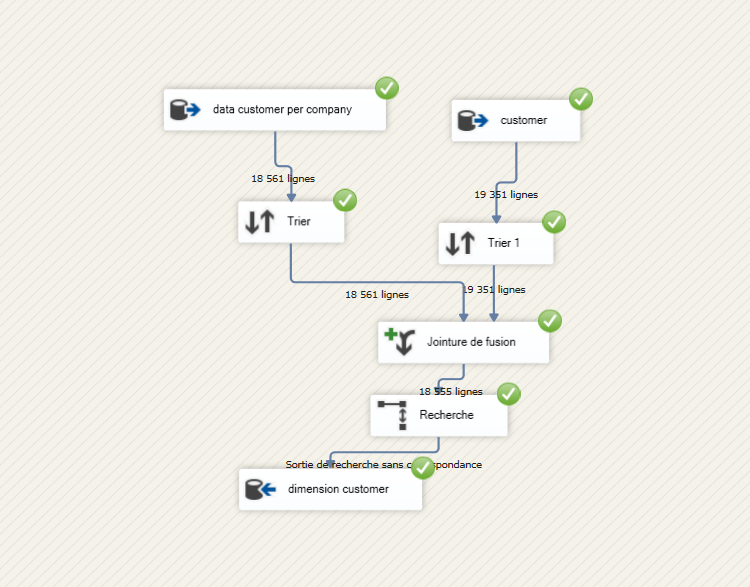 data customer per company
customer
18 561 lignes
19 351 lignes
Trier
Trier 1
18 561 lignes
19 351 lignes
Jointure de fusion
18 555 lignes
Recherche
Sortie de recherche sans correspondance
dimension customer